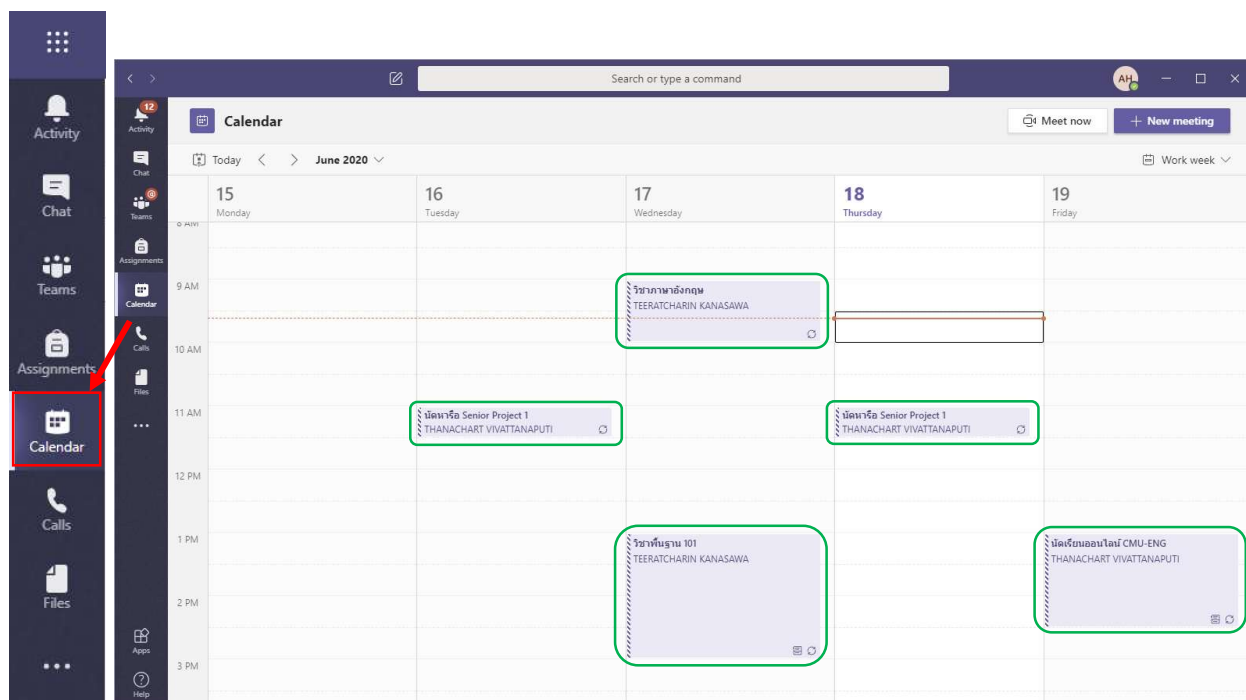 Activity
Chat
Teams
Assignments
Calendar
Calls
Files
Search or type a command
AH
12
Activity
Chat
@
Teams
Assignments
Calendar
Calls
Files
Apps
Help
Calendar
Meet now
+ New meeting
Today
June 2020
Work week
15
Monday
16
Tuesday
17
Wednesday
18
Thursday
19
Friday
8 AM
9 AM
10 AM
11 AM
12 PM
1 PM
2 PM
3 PM
วิชาภาษาอังกฤษ
TEERATCHARIN KANASAWA
นัดหารือ Senior Project 1
THANACHART VIVATTANAPUTI
นัดหารือ Senior Project 1
THANACHART VIVATTANAPUTI
วิชาพื้นฐาน 101
TEERATCHARIN KANASAWA
นัดเรียนออนไลน์ CMU-ENG
THANACHART VIVATTANAPUTI